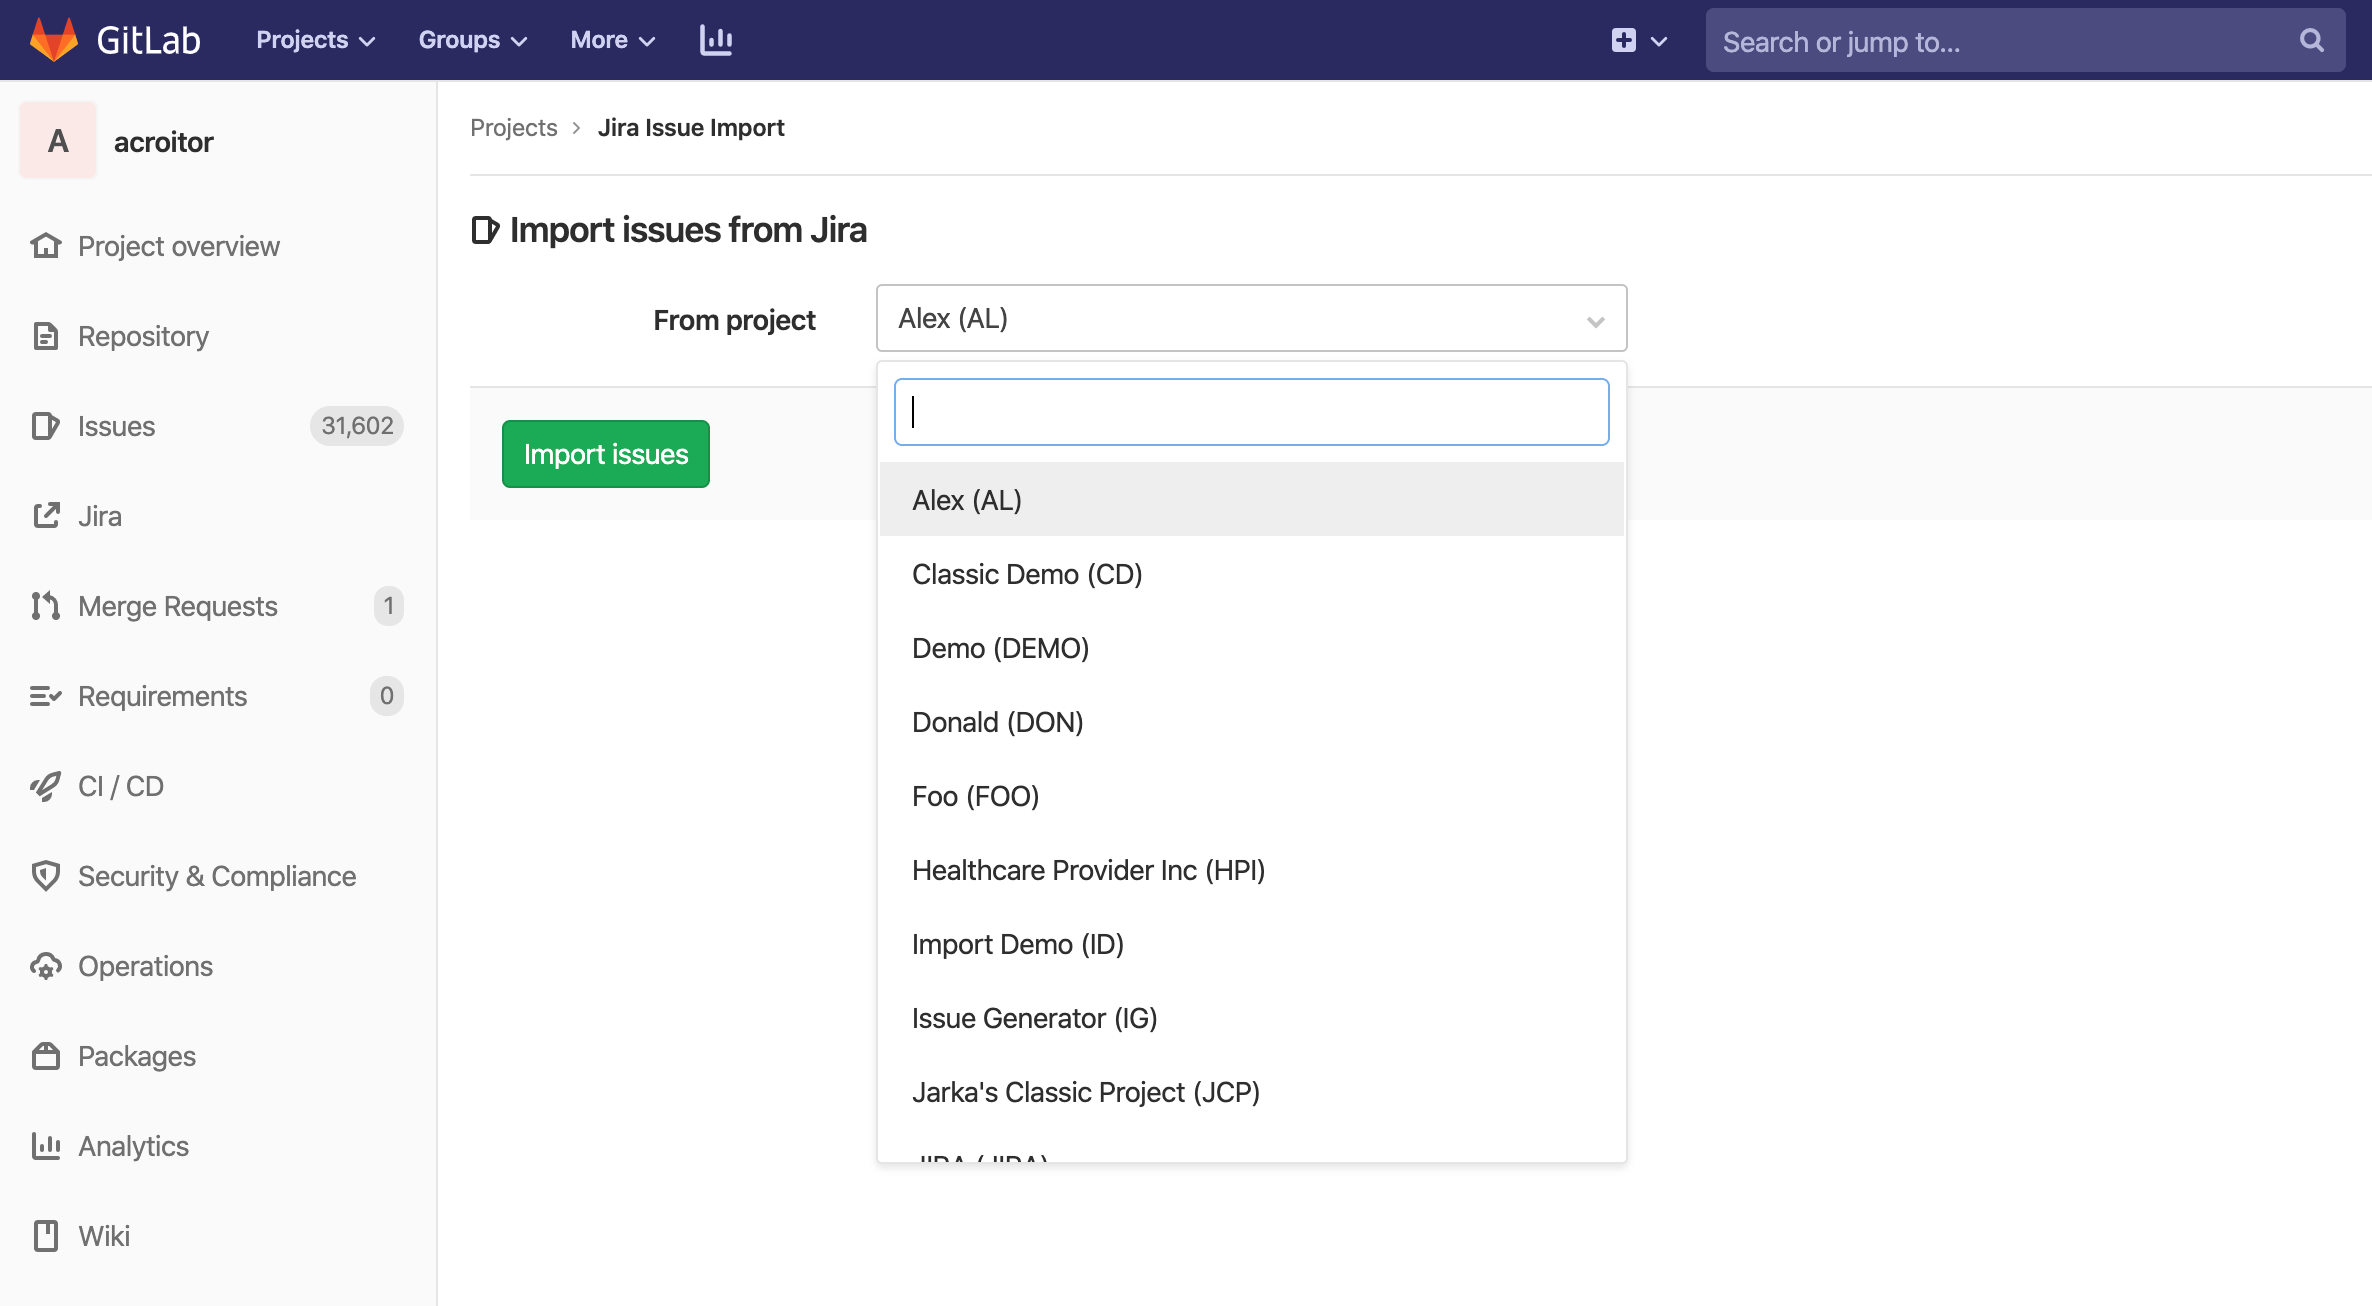 GitLab Projects Groups More Search or jump to...
A acroitor
Project overview
Repository
Issues 31,602
Jira
Merge Requests 1
Requirements 0
CI / CD
Security & Compliance
Operations
Packages
Analytics
Wiki
Projects > Jira Issue Import
Import issues from Jira
From project Alex (AL)
Import issues
Alex (AL)
Classic Demo (CD)
Demo (DEMO)
Donald (DON)
Foo (FOO)
Healthcare Provider Inc (HPI)
Import Demo (ID)
Issue Generator (IG)
Jarka's Classic Project (JCP)
JIRA (JIRA)